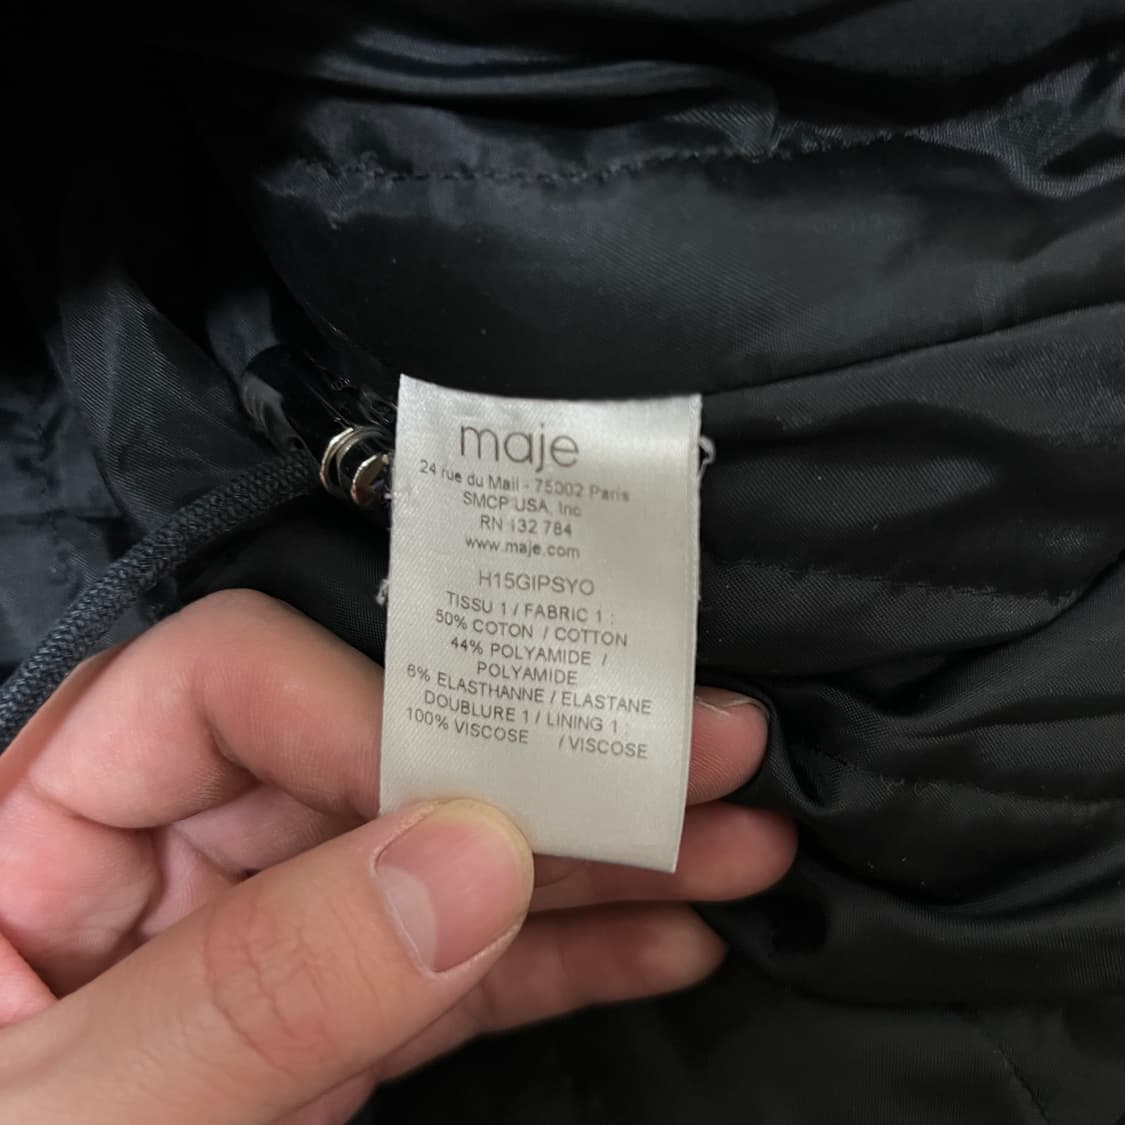 maje
24 rue du Mail - 75002 Paris
SMCP USA, Inc
RN 132 784
www.maje.com
H15GIPSYO
TISSU 1 / FABRIC 1 :
50% COTON / COTTON
44% POLYAMIDE /
POLYAMIDE
6% ELASTHANNE / ELASTANE
DOUBLURE 1 / LINING 1 :
100% VISCOSE / VISCOSE